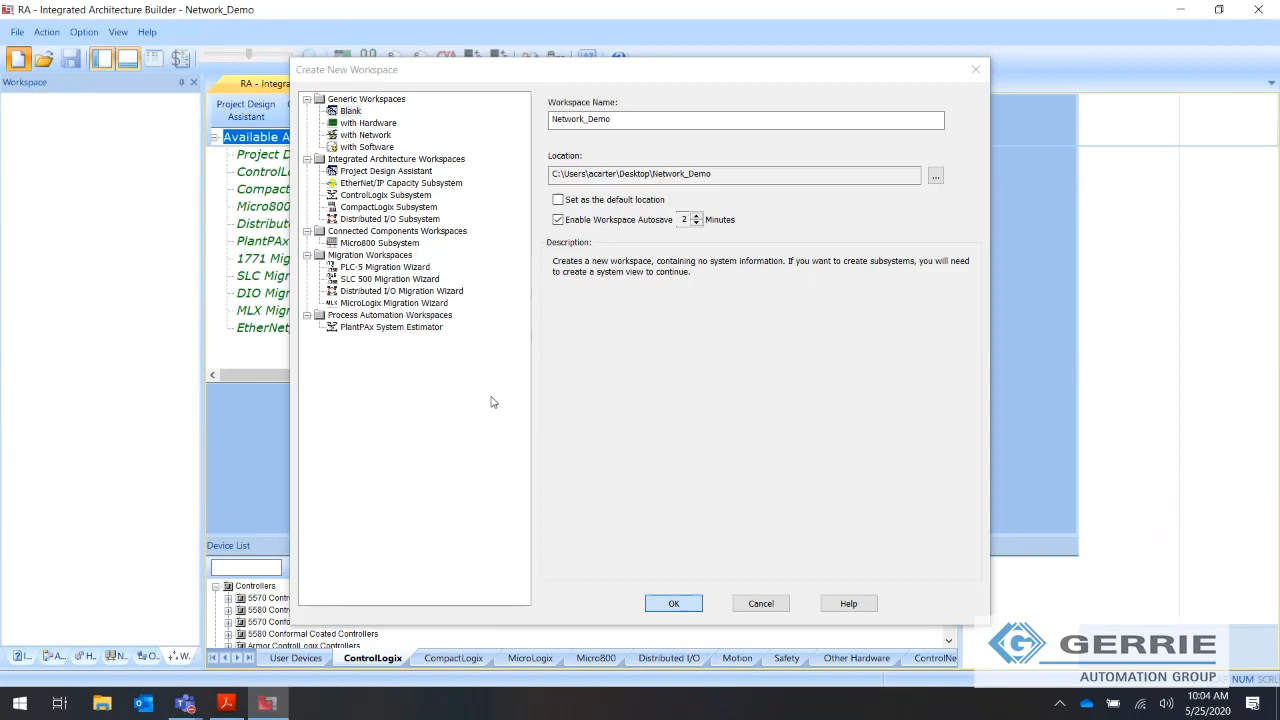 RA - Integrated Architecture Builder - Network_Demo
File Action Options View Help
Workspace
RA - Integra
Project Design
Assistant
Available A
Project D
ControlL
Compact
Micro800
Distribut
PlantPA
1771 Mig
SLC Migr
DIO Migr
MLX Migr
EtherNet
Create New Workspace
Generic Workspaces
Blank
with Hardware
with Network
with Software
Integrated Architecture Workspaces
Project Design Assistant
EtherNet/IP Capacity Subsystem
ControlLogix Subsystem
CompactLogix Subsystem
Distributed I/O Subsystem
Connected Components Workspaces
Micro800 Subsystem
Migration Workspaces
PLC-5 Migration Wizard
SLC 500 Migration Wizard
Distributed I/O Migration Wizard
MicroLogix Migration Wizard
Process Automation Workspaces
PlantPAx System Estimator
Workspace Name:
Network_Demo
Location:
C:\Users\acarter\Desktop\Network_Demo
...
Set as the default location
Enable Workspace Autosave 2 Minutes
Description:
Creates a new workspace, containing no system information. If you want to create subsystems, you will need
to create a system view to continue.
OK Cancel Help
Device List
Controllers
5570 Contr
5580 Contr
5570 Confo
5580 Conformal Coated Controllers
Armor ControlLogix Controllers
I.. A.. H.. N.. O.. W..
User Devices ControlLogix CompactLogix MicroLogix Micro800 Distributed I/O Motion Safety Other Hardware ControlNe
GERRIE
AUTOMATION GROUP
NUM SCRL
10:04 AM
5/25/2020